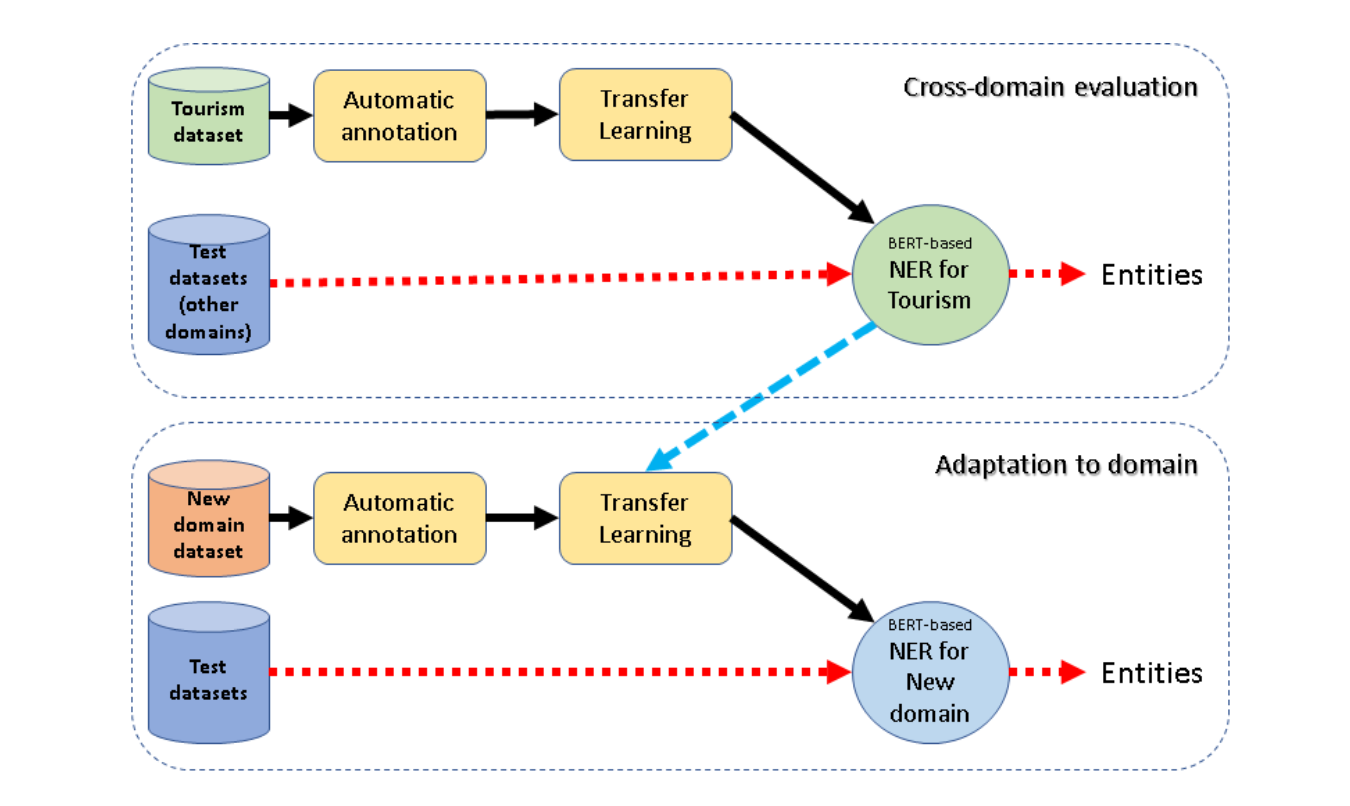 Cross-domain evaluation
Tourism
dataset
Automatic
annotation
Transfer
Learning
Test
datasets
(other
domains)
BERT-based
NER for
Tourism
Entities
Adaptation to domain
New
domain
dataset
Automatic
annotation
Transfer
Learning
Test
datasets
BERT-based
NER for
New
domain
Entities